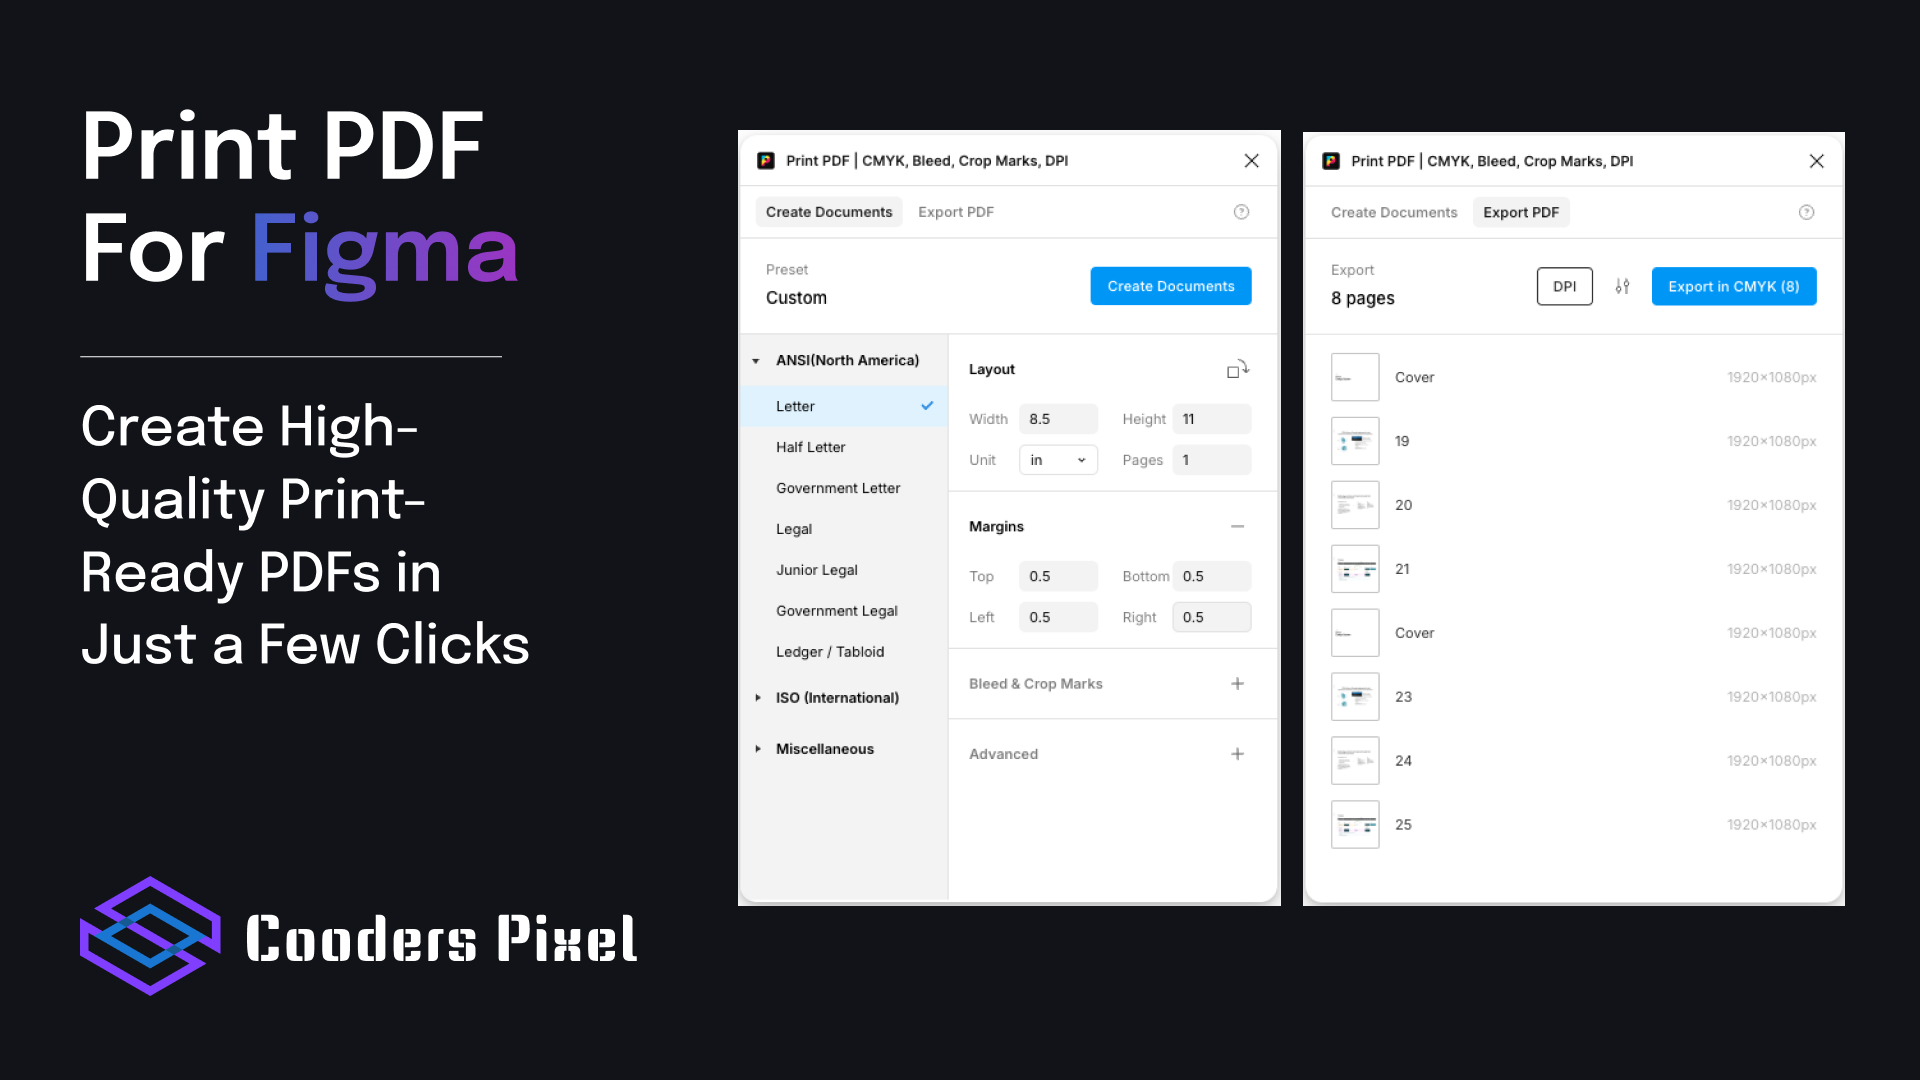 Print PDF
For Figma
Create High-
Quality Print-
Ready PDFs in
Just a Few Clicks
Cooders Pixel
Print PDF | CMYK, Bleed, Crop Marks, DPI
Create Documents Export PDF ?
Preset
Custom
Create Documents
ANSI(North America)
Letter
Half Letter
Government Letter
Legal
Junior Legal
Government Legal
Ledger / Tabloid
ISO (International)
Miscellaneous
Layout
Width 8.5 Height 11
Unit in Pages 1
Margins
Top 0.5 Bottom 0.5
Left 0.5 Right 0.5
Bleed & Crop Marks
Advanced
Print PDF | CMYK, Bleed, Crop Marks, DPI
Create Documents Export PDF ?
Export
8 pages
DPI Export in CMYK (8)
Cover 1920×1080px
19 1920×1080px
20 1920×1080px
21 1920×1080px
Cover 1920×1080px
23 1920×1080px
24 1920×1080px
25 1920×1080px